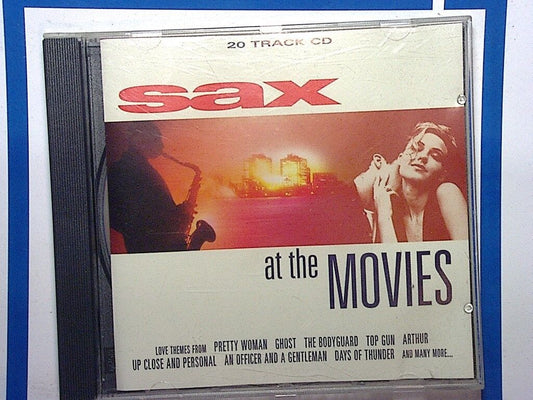 20 TRACK CD
sax
at the MOVIES
LOVE THEMES FROM PRETTY WOMAN GHOST THE BODYGUARD TOP GUN ARTHUR
UP CLOSE AND PERSONAL AN OFFICER AND A GENTLEMAN DAYS OF THUNDER AND MANY MORE...